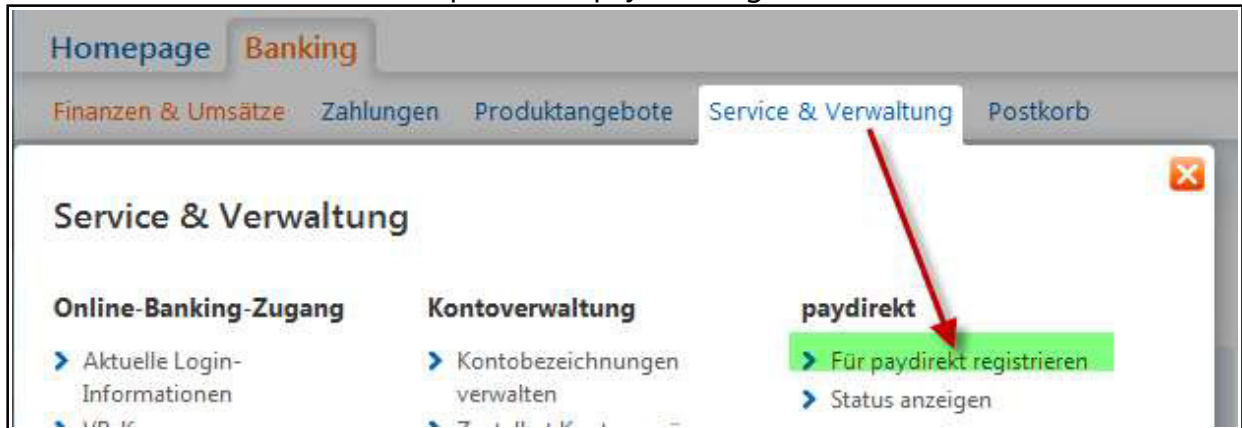 Homepage Banking
Finanzen & Umsätze Zahlungen Produktangebote Service & Verwaltung Postkorb
Service & Verwaltung
Online-Banking-Zugang Kontoverwaltung paydirekt
Aktuelle Login- Kontobezeichnungen Für paydirekt registrieren
Informationen verwalten Status anzeigen